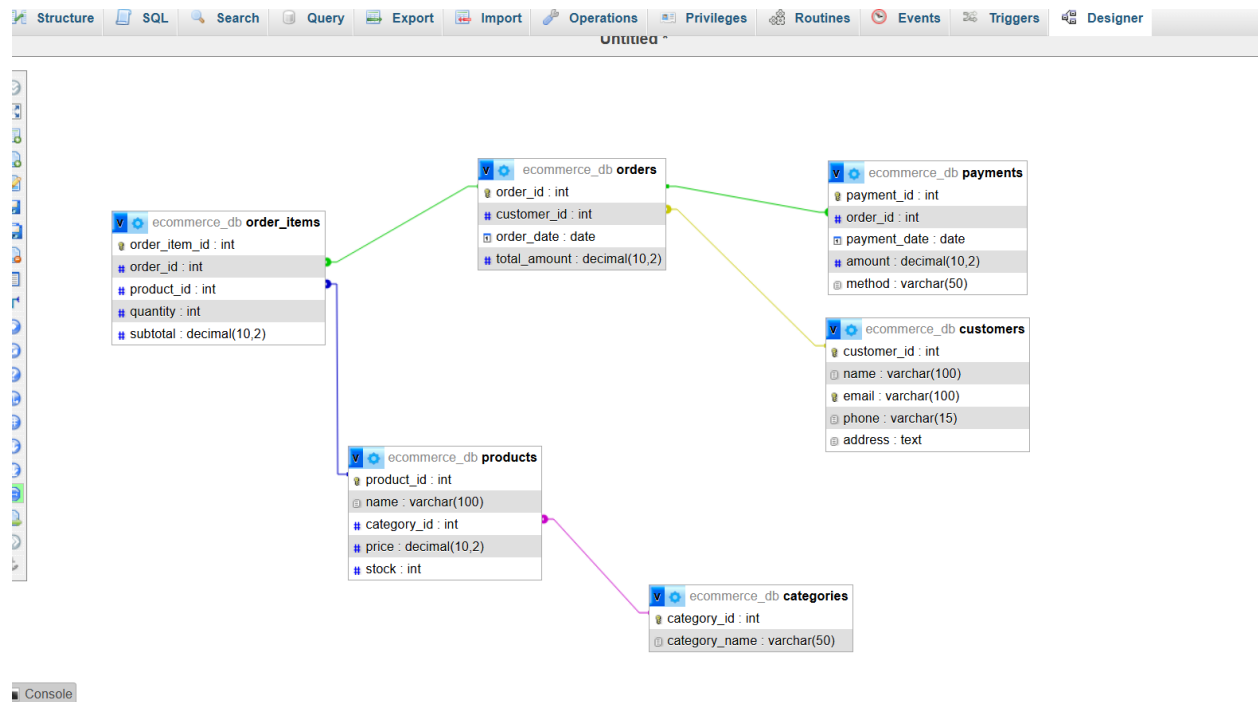 Structure SQL Search Query Export Import Operations Privileges Routines Events Triggers Designer
Untitled *
ecommerce_db order_items
order_item_id : int
order_id : int
product_id : int
quantity : int
subtotal : decimal(10,2)
ecommerce_db orders
order_id : int
customer_id : int
order_date : date
total_amount : decimal(10,2)
ecommerce_db payments
payment_id : int
order_id : int
payment_date : date
amount : decimal(10,2)
method : varchar(50)
ecommerce_db customers
customer_id : int
name : varchar(100)
email : varchar(100)
phone : varchar(15)
address : text
ecommerce_db products
product_id : int
name : varchar(100)
category_id : int
price : decimal(10,2)
stock : int
ecommerce_db categories
category_id : int
category_name : varchar(50)
Console